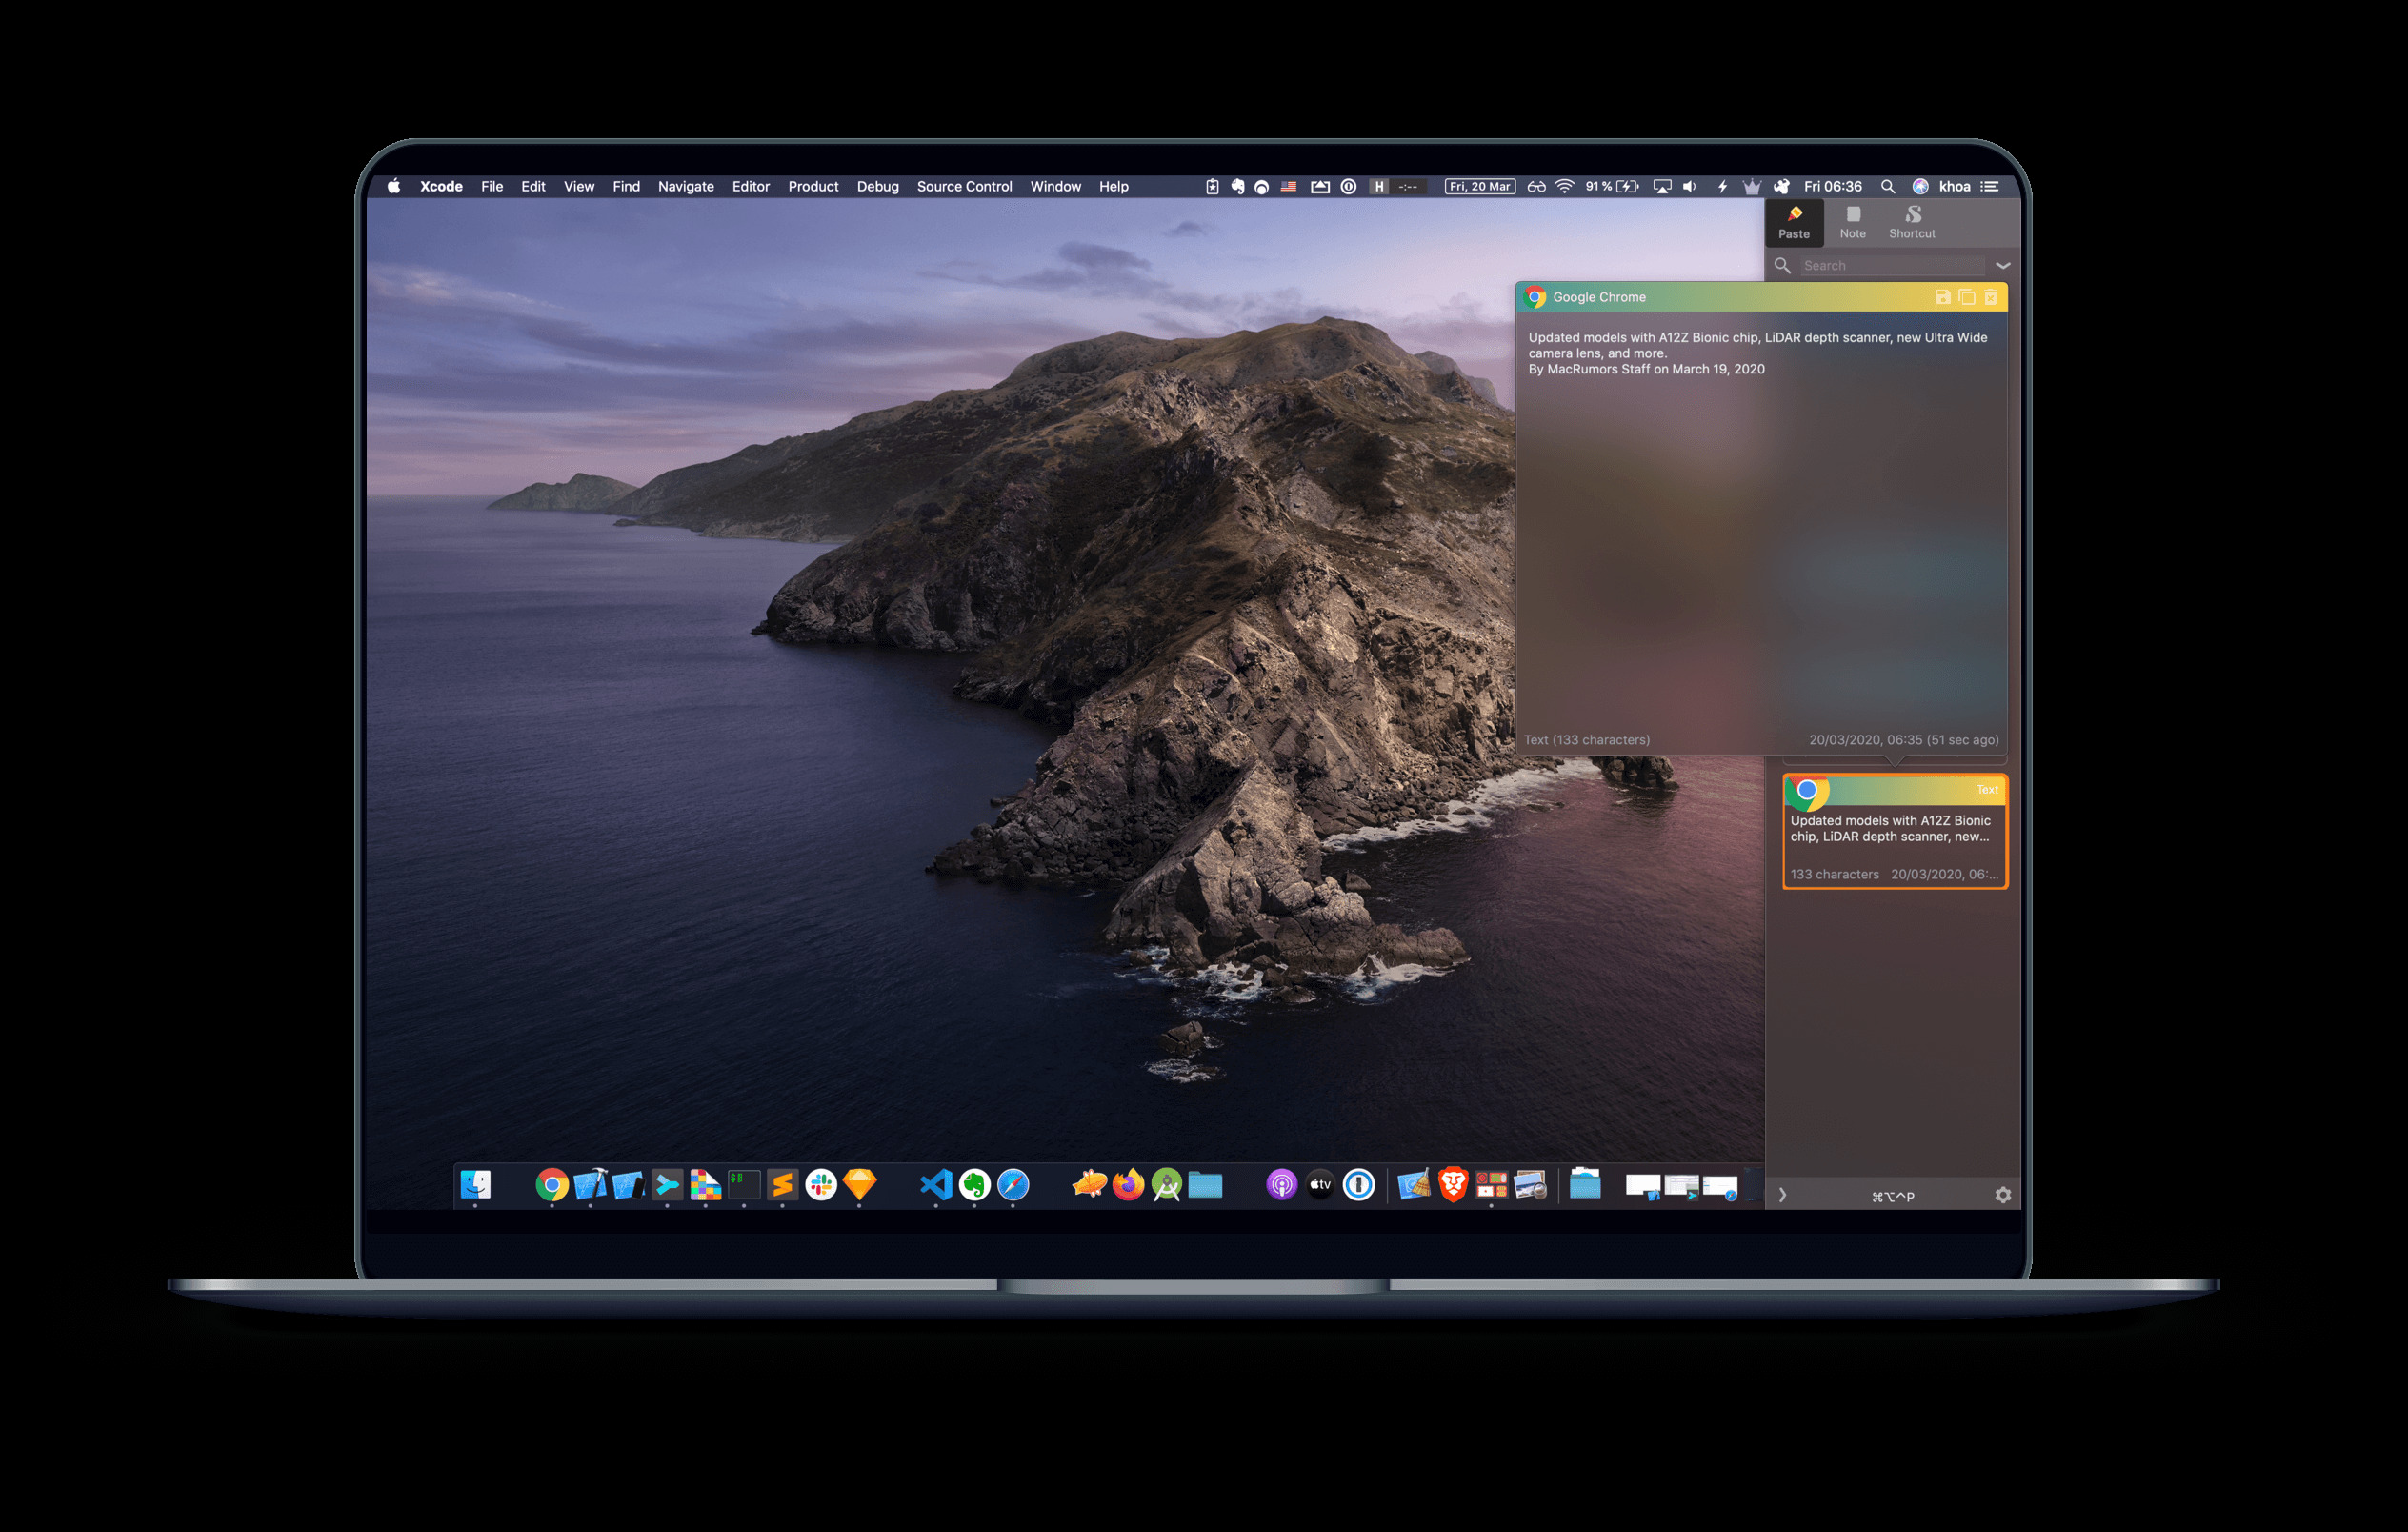 Xcode File Edit View Find Navigate Editor Product Debug Source Control Window Help H -:-- Fri, 20 Mar 91 % Fri 06:36 khoa
Paste Note Shortcut
Search
Google Chrome
Updated models with A12Z Bionic chip, LiDAR depth scanner, new Ultra Wide
camera lens, and more.
By MacRumors Staff on March 19, 2020
Text (133 characters) 20/03/2020, 06:35 (51 sec ago)
Text
Updated models with A12Z Bionic
chip, LiDAR depth scanner, new...
133 characters 20/03/2020, 06:...
$
tv
⌘⌥^P